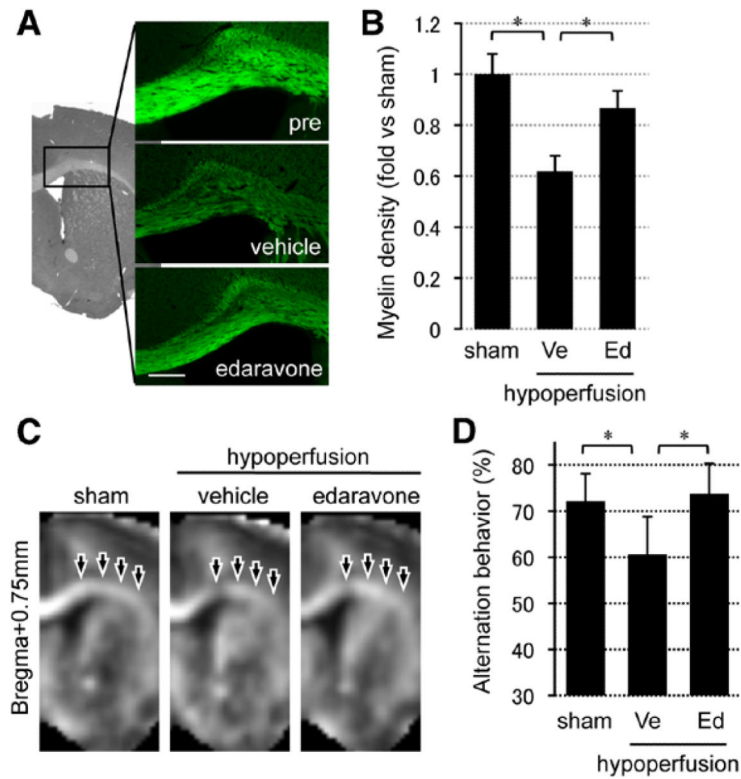 A
pre
vehicle
edaravone
B
Myelin density (fold vs sham)
1.2
1
0.8
0.6
0.4
0.2
0
* *
sham Ve Ed
hypoperfusion
C
hypoperfusion
sham vehicle edaravone
Bregma+0.75mm
D
Alternation behavior (%)
80
70
60
50
40
30
* *
sham Ve Ed
hypoperfusion